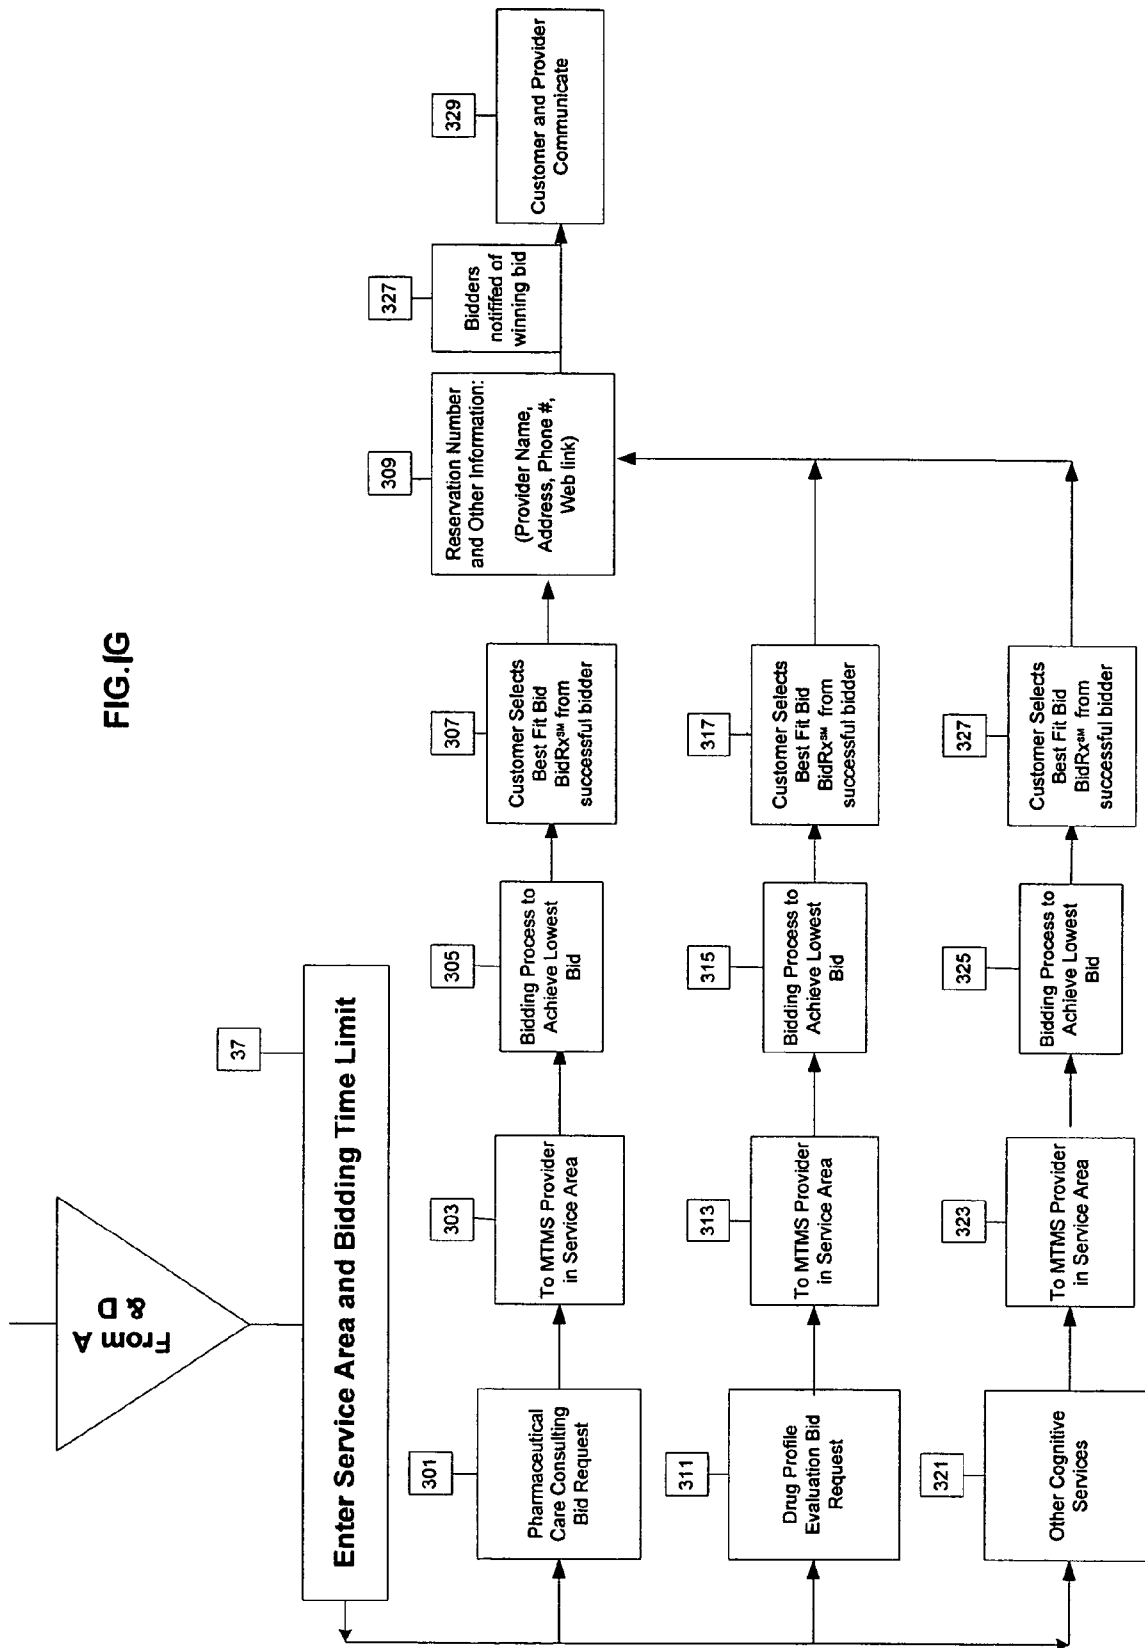 FIG.1G
From A
& D
37
Enter Service Area and Bidding Time Limit
301
Pharmaceutical
Care Consulting
Bid Request
303
To MTMS Provider
in Service Area
305
Bidding Process to
Achieve Lowest
Bid
307
Customer Selects
Best Fit Bid
BidRx℠ from
successful bidder
309
Reservation Number
and Other Information:
(Provider Name,
Address, Phone #,
Web link)
327
Bidders
notififed of
winning bid
329
Customer and Provider
Communicate
311
Drug Profile
Evaluation Bid
Request
313
To MTMS Provider
in Service Area
315
Bidding Process to
Achieve Lowest
Bid
317
Customer Selects
Best Fit Bid
BidRx℠ from
successful bidder
321
Other Cognitive
Services
323
To MTMS Provider
in Service Area
325
Bidding Process to
Achieve Lowest
Bid
327
Customer Selects
Best Fit Bid
BidRx℠ from
successful bidder